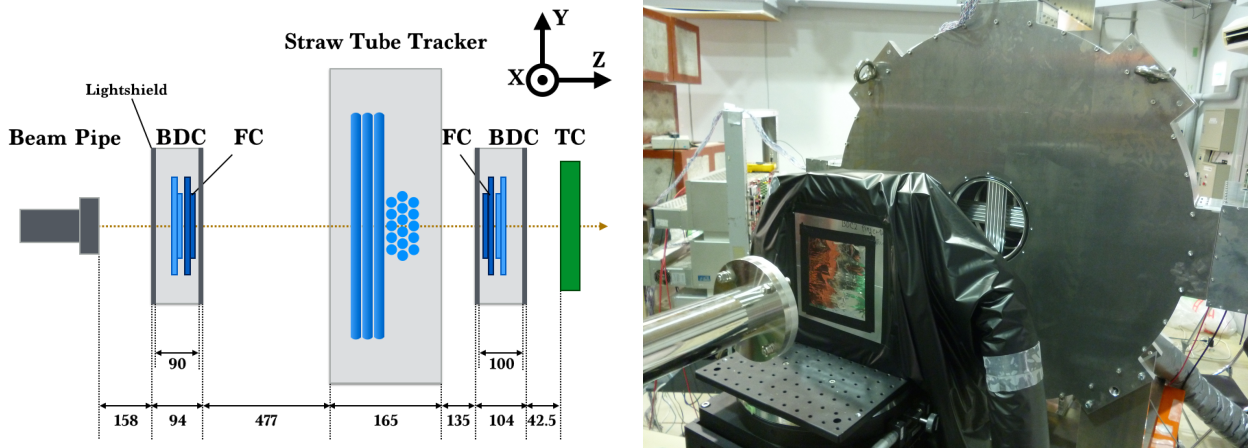 Y
Straw Tube Tracker
X
Z
Lightshield
Beam Pipe
BDC
FC
FC
BDC
TC
90
100
158
94
477
165
135
104
42.5